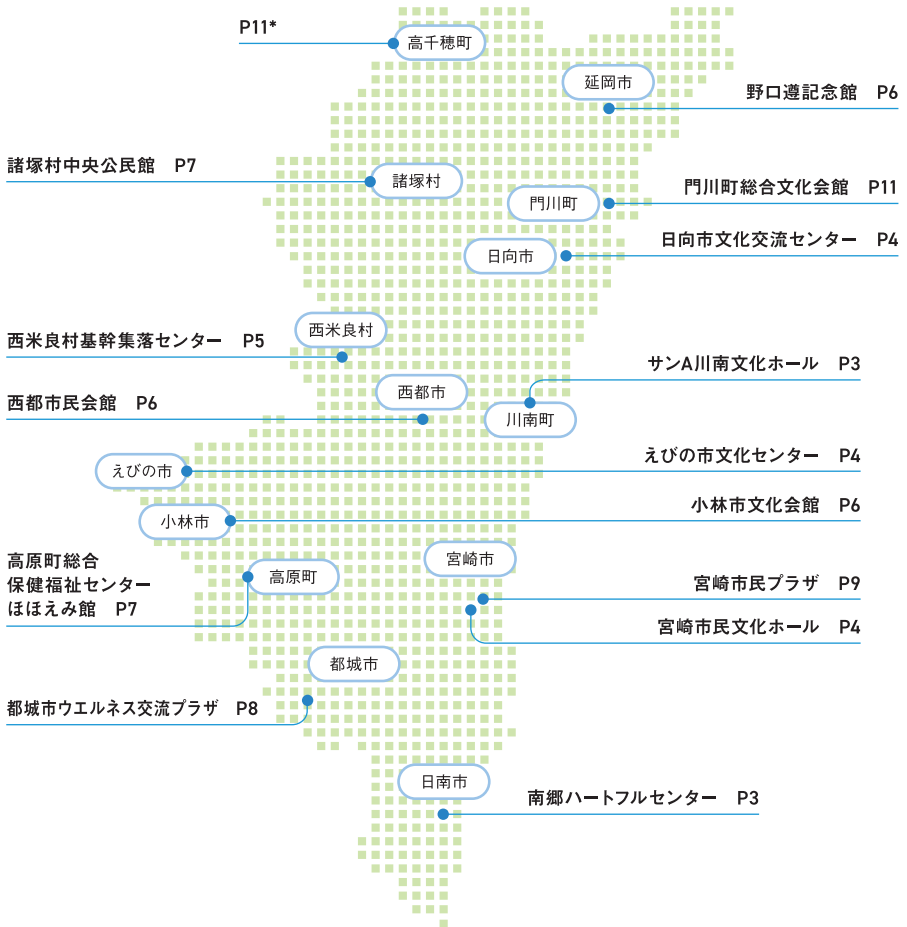 P11*
高千穂町
延岡市
野口遵記念館 P6
諸塚村中央公民館 P7
諸塚村
門川町
門川町総合文化会館 P11
日向市
日向市文化交流センター P4
西米良村
西米良村基幹集落センター P5
サンA川南文化ホール P3
西都市
西都市民会館 P6
川南町
えびの市
えびの市文化センター P4
小林市
小林市文化会館 P6
高原町総合
保健福祉センター
ほほえみ館 P7
高原町
宮崎市
宮崎市民プラザ P9
宮崎市民文化ホール P4
都城市
都城市ウエルネス交流プラザ P8
日南市
南郷ハートフルセンター P3